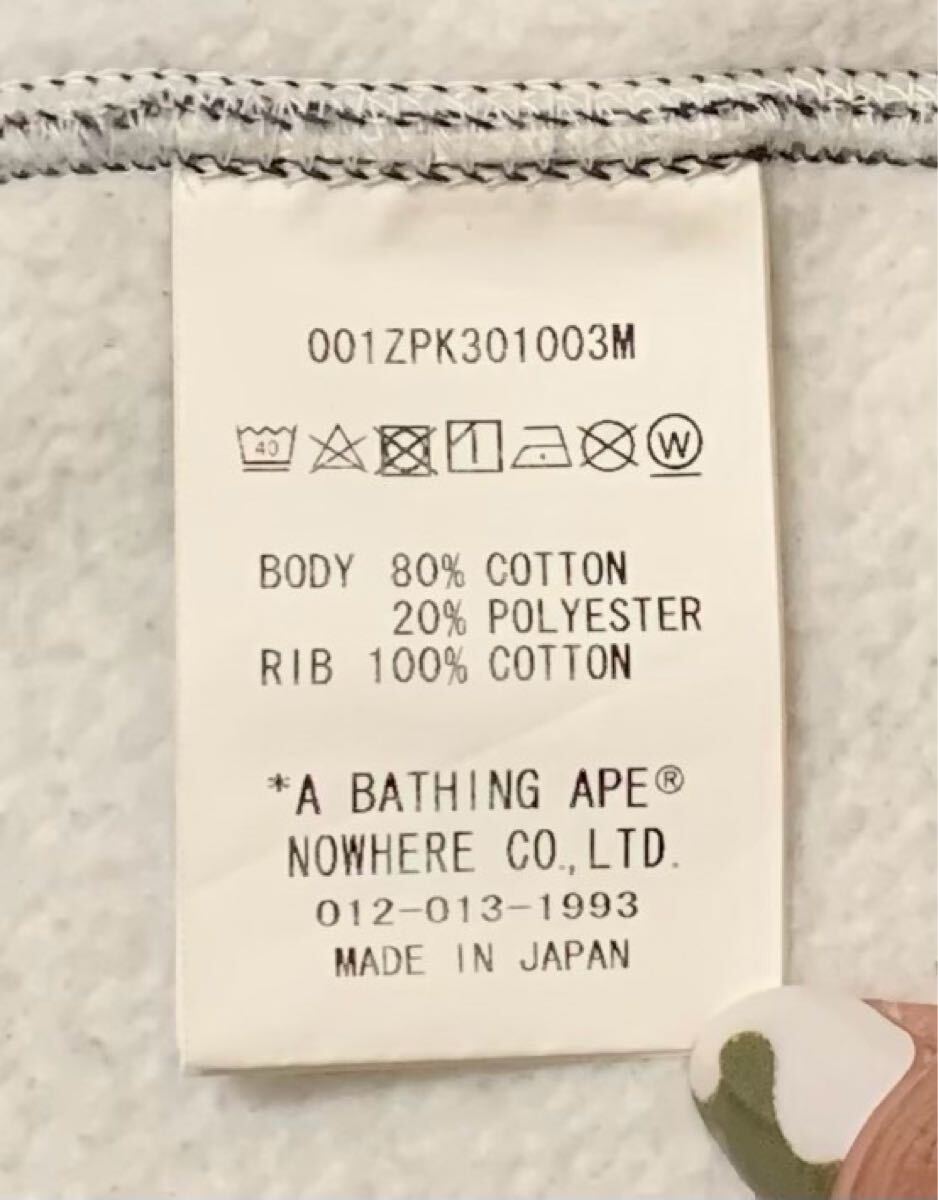 001ZPK301003M
40 W
BODY 80% COTTON
20% POLYESTER
RIB 100% COTTON
*A BATHING APE®
NOWHERE CO.,LTD.
012-013-1993
MADE IN JAPAN